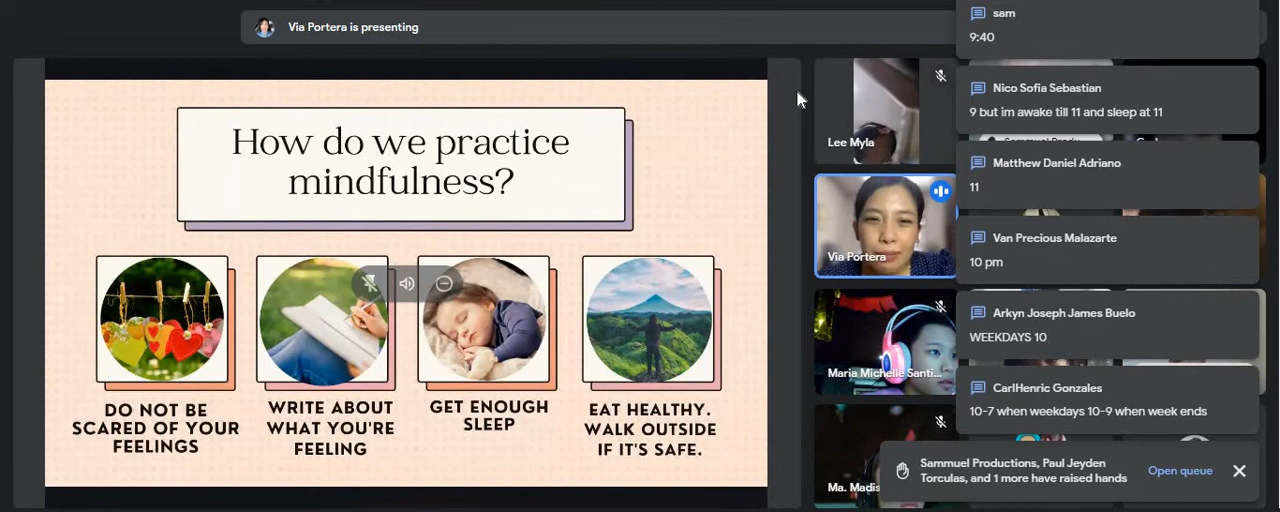 Via Portera is presenting
How do we practice
mindfulness?
DO NOT BE
SCARED OF YOUR
FEELINGS
WRITE ABOUT
WHAT YOU'RE
FEELING
GET ENOUGH
SLEEP
EAT HEALTHY.
WALK OUTSIDE
IF IT'S SAFE.
Lee Myla
Via Portera
Maria Michelle Santi...
Ma. Madis
sam
9:40
Nico Sofia Sebastian
9 but im awake till 11 and sleep at 11
Matthew Daniel Adriano
11
Van Precious Malazarte
10 pm
Arkyn Joseph James Buelo
WEEKDAYS 10
CarlHenric Gonzales
10-7 when weekdays 10-9 when week ends
Sammuel Productions, Paul Jeyden
Torculas, and 1 more have raised hands
Open queue